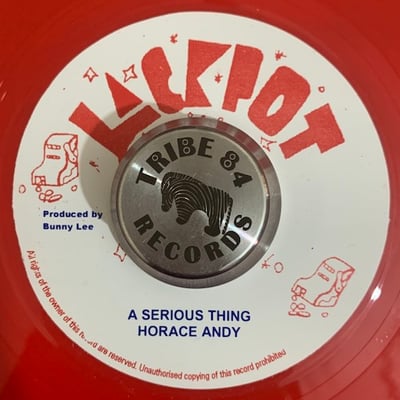 JACKPOT
TRIBE 84
RECORDS
Produced by
Bunny Lee
A SERIOUS THING
HORACE ANDY
All rights of the owner of this record are reserved. Unauthorised copying of this record prohibited